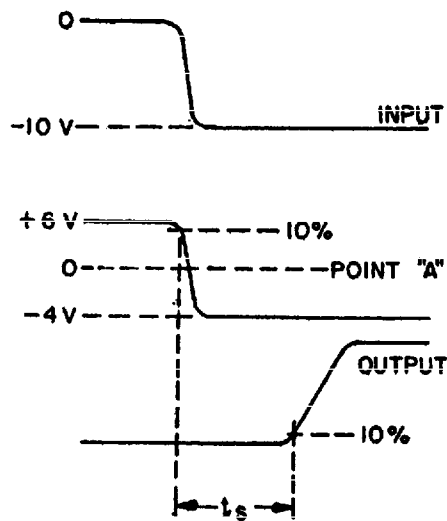 0
INPUT
-10 V
+6 V
10%
0
POINT "A"
-4 V
OUTPUT
10%
ts